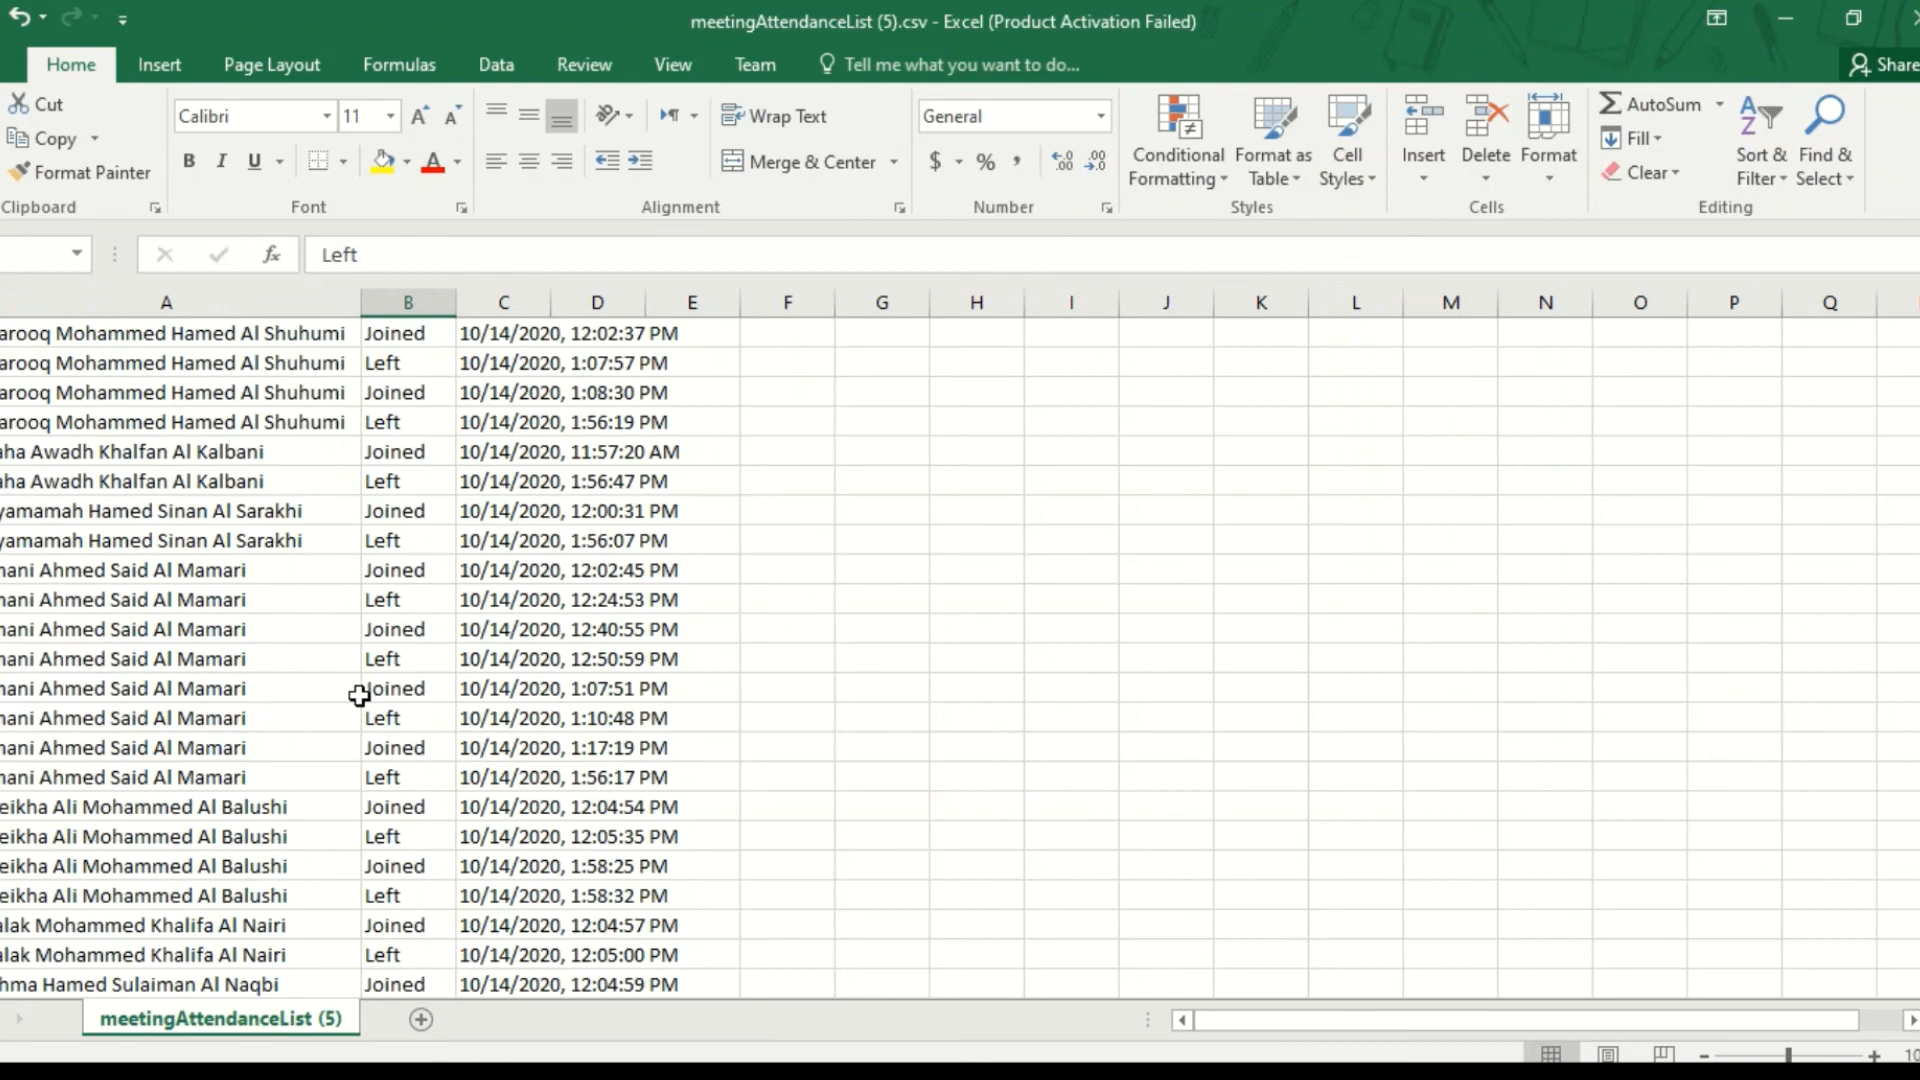 meetingAttendanceList (5).csv - Excel (Product Activation Failed)
Home Insert Page Layout Formulas Data Review View Team Tell me what you want to do... Share
Cut
Copy
Format Painter
Clipboard
Calibri 11
B I U A
Font
Wrap Text
Merge & Center
Alignment
General
$ % ,
Number
Conditional Formatting
Format as Table
Cell Styles
Styles
Insert Delete Format
Cells
AutoSum
Fill
Clear
Sort & Filter
Find & Select
Editing
fx Left
A B C D E F G H I J K L M N O P Q
arooq Mohammed Hamed Al Shuhumi Joined 10/14/2020, 12:02:37 PM
arooq Mohammed Hamed Al Shuhumi Left 10/14/2020, 1:07:57 PM
arooq Mohammed Hamed Al Shuhumi Joined 10/14/2020, 1:08:30 PM
arooq Mohammed Hamed Al Shuhumi Left 10/14/2020, 1:56:19 PM
aha Awadh Khalfan Al Kalbani Joined 10/14/2020, 11:57:20 AM
aha Awadh Khalfan Al Kalbani Left 10/14/2020, 1:56:47 PM
yamamah Hamed Sinan Al Sarakhi Joined 10/14/2020, 12:00:31 PM
yamamah Hamed Sinan Al Sarakhi Left 10/14/2020, 1:56:07 PM
nani Ahmed Said Al Mamari Joined 10/14/2020, 12:02:45 PM
nani Ahmed Said Al Mamari Left 10/14/2020, 12:24:53 PM
nani Ahmed Said Al Mamari Joined 10/14/2020, 12:40:55 PM
nani Ahmed Said Al Mamari Left 10/14/2020, 12:50:59 PM
nani Ahmed Said Al Mamari Joined 10/14/2020, 1:07:51 PM
nani Ahmed Said Al Mamari Left 10/14/2020, 1:10:48 PM
nani Ahmed Said Al Mamari Joined 10/14/2020, 1:17:19 PM
nani Ahmed Said Al Mamari Left 10/14/2020, 1:56:17 PM
eikha Ali Mohammed Al Balushi Joined 10/14/2020, 12:04:54 PM
eikha Ali Mohammed Al Balushi Left 10/14/2020, 12:05:35 PM
eikha Ali Mohammed Al Balushi Joined 10/14/2020, 1:58:25 PM
eikha Ali Mohammed Al Balushi Left 10/14/2020, 1:58:32 PM
alak Mohammed Khalifa Al Nairi Joined 10/14/2020, 12:04:57 PM
alak Mohammed Khalifa Al Nairi Left 10/14/2020, 12:05:00 PM
hma Hamed Sulaiman Al Naqbi Joined 10/14/2020, 12:04:59 PM
meetingAttendanceList (5)
10